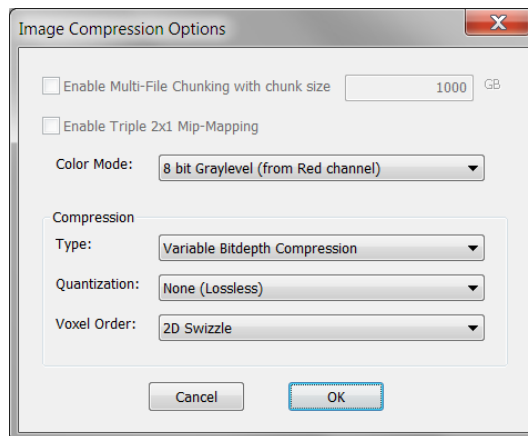 Image Compression Options
Enable Multi-File Chunking with chunk size 1000 GB
Enable Triple 2x1 Mip-Mapping
Color Mode: 8 bit Graylevel (from Red channel)
Compression
Type: Variable Bitdepth Compression
Quantization: None (Lossless)
Voxel Order: 2D Swizzle
Cancel OK